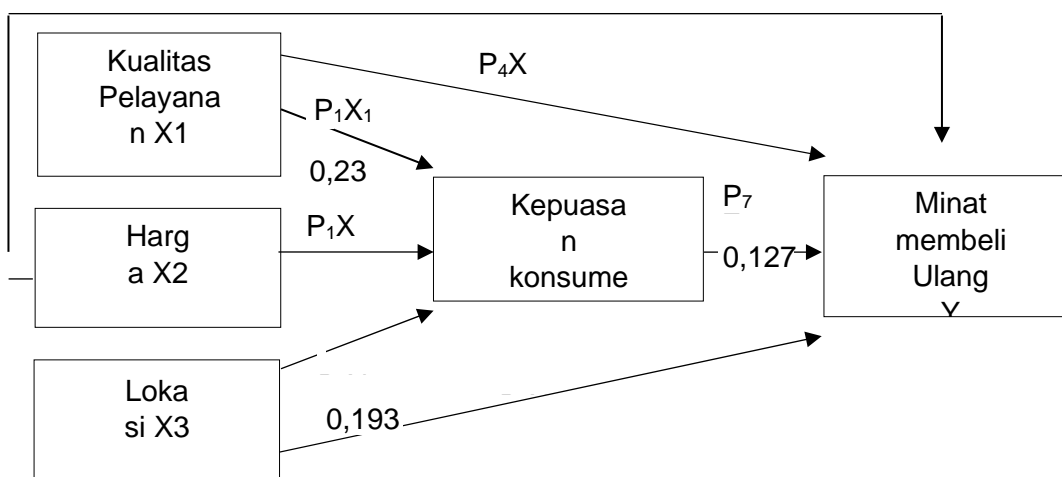 Kualitas
Pelayana
n X1
P₄X
P₁X₁
0,23
Harg
a X2
P₁X
Kepuasa
n
konsume
P₇
0,127
Minat
membeli
Ulang
Y
Loka
si X3
0,193